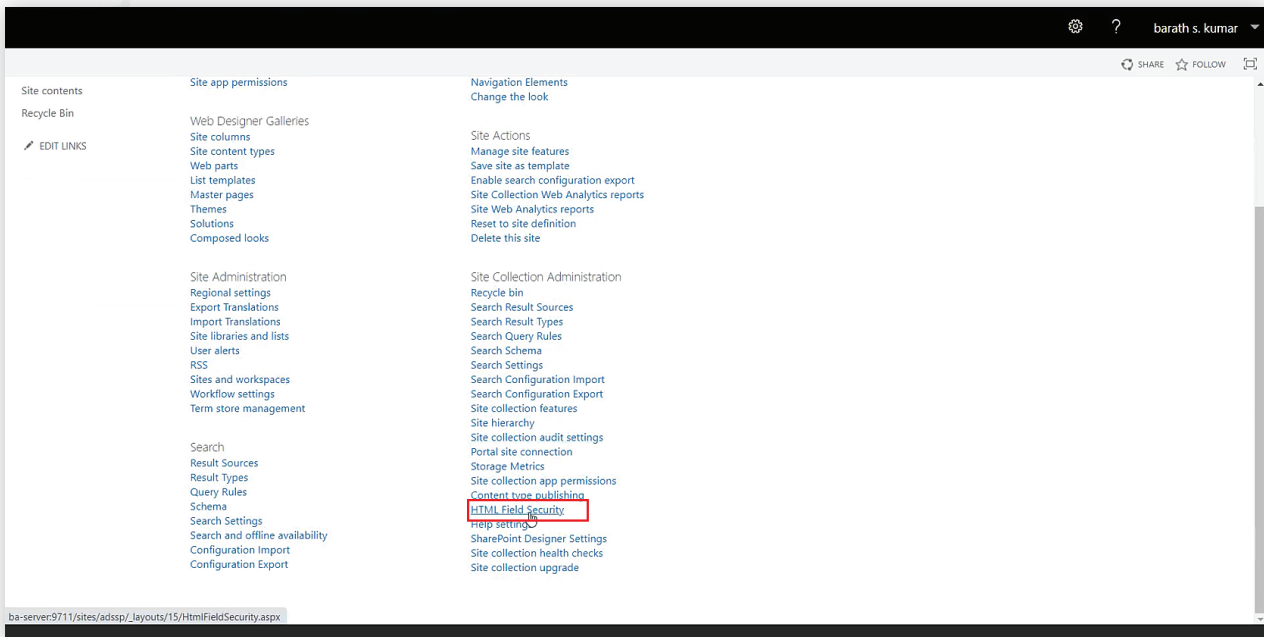 ? barath s. kumar
SHARE FOLLOW
Site contents
Recycle Bin
EDIT LINKS
Site app permissions
Web Designer Galleries
Site columns
Site content types
Web parts
List templates
Master pages
Themes
Solutions
Composed looks
Site Administration
Regional settings
Export Translations
Import Translations
Site libraries and lists
User alerts
RSS
Sites and workspaces
Workflow settings
Term store management
Search
Result Sources
Result Types
Query Rules
Schema
Search Settings
Search and offline availability
Configuration Import
Configuration Export
Navigation Elements
Change the look
Site Actions
Manage site features
Save site as template
Enable search configuration export
Site Collection Web Analytics reports
Site Web Analytics reports
Reset to site definition
Delete this site
Site Collection Administration
Recycle bin
Search Result Sources
Search Result Types
Search Query Rules
Search Schema
Search Settings
Search Configuration Import
Search Configuration Export
Site collection features
Site hierarchy
Site collection audit settings
Portal site connection
Storage Metrics
Site collection app permissions
Content type publishing
HTML Field Security
Help settings
SharePoint Designer Settings
Site collection health checks
Site collection upgrade
ba-server:9711/sites/adssp/_layouts/15/HtmlFieldSecurity.aspx